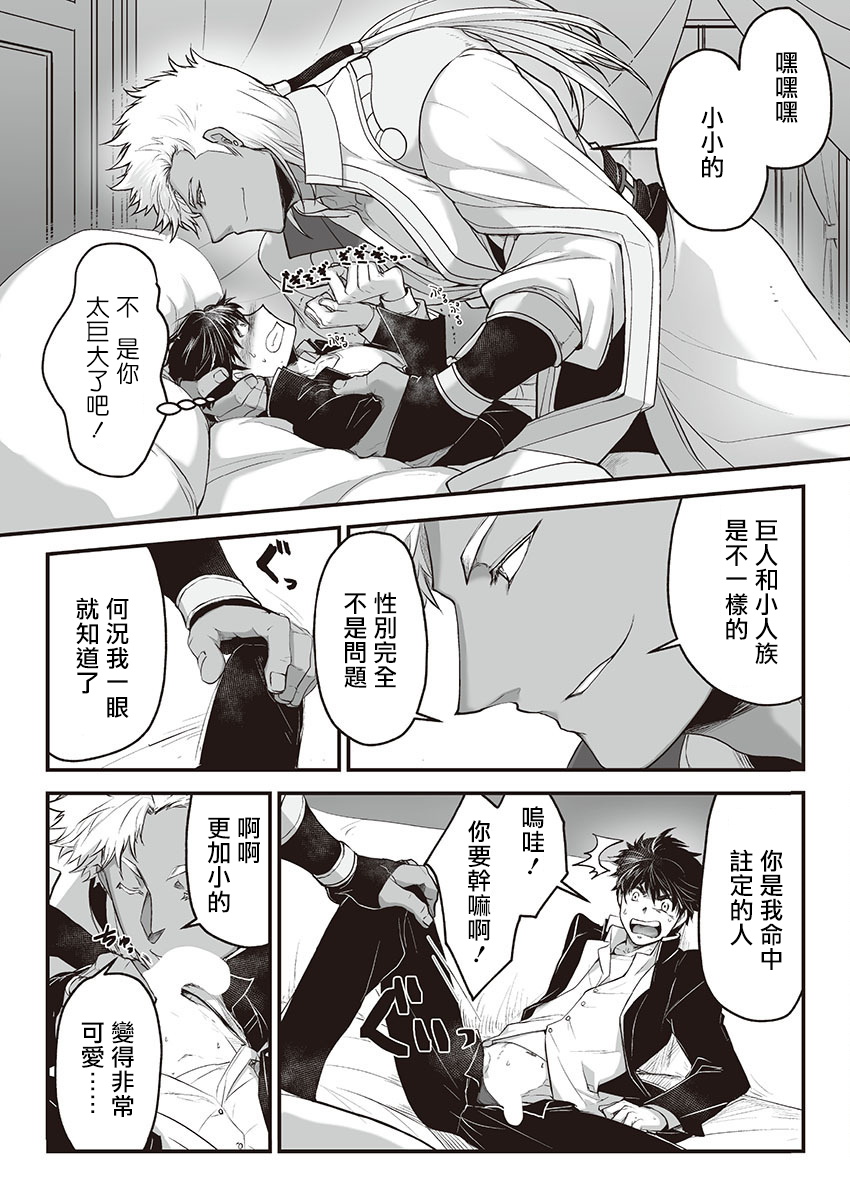 嘿嘿嘿
小小的
不 是你
太巨大了吧！
巨人和小人族
是不一樣的
性別完全
不是問題
何況我一眼
就知道了
ぐっ
你是我命中
註定的人
嗚哇！
你要幹嘛啊！
啊啊
更加小的
變得非常
可愛……